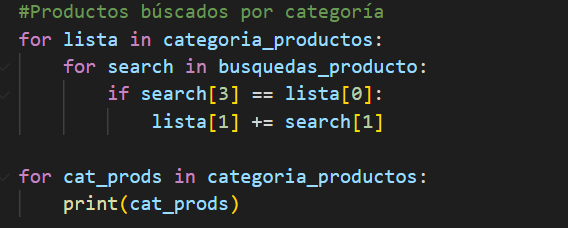 #Productos búscados por categoría
for lista in categoria_productos:
    for search in busquedas_producto:
        if search[3] == lista[0]:
            lista[1] += search[1]

for cat_prods in categoria_productos:
    print(cat_prods)